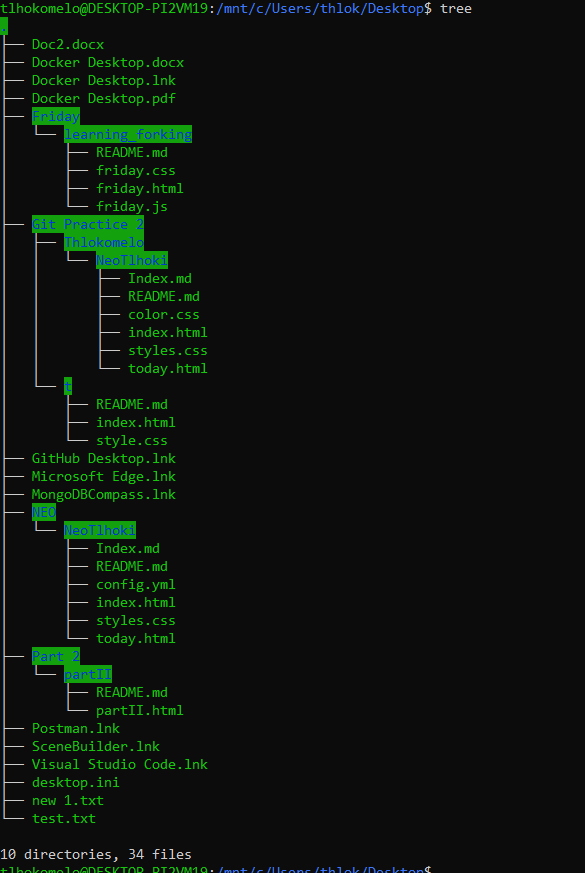 tlhokomelo@DESKTOP-PI2VM19:/mnt/c/Users/thlok/Desktop$ tree
.
├── Doc2.docx
├── Docker Desktop.docx
├── Docker Desktop.lnk
├── Docker Desktop.pdf
├── Friday
│   └── learning_forking
│       ├── README.md
│       ├── friday.css
│       ├── friday.html
│       └── friday.js
├── Git Practice 2
│   ├── Thlokomelo
│   │   └── NeoTlhoki
│   │       ├── Index.md
│   │       ├── README.md
│   │       ├── color.css
│   │       ├── index.html
│   │       ├── styles.css
│   │       └── today.html
│   └── t
│       ├── README.md
│       ├── index.html
│       └── style.css
├── GitHub Desktop.lnk
├── Microsoft Edge.lnk
├── MongoDBCompass.lnk
├── NEO
│   └── NeoTlhoki
│       ├── Index.md
│       ├── README.md
│       ├── config.yml
│       ├── index.html
│       ├── styles.css
│       └── today.html
├── Part 2
│   └── partII
│       ├── README.md
│       └── partII.html
├── Postman.lnk
├── SceneBuilder.lnk
├── Visual Studio Code.lnk
├── desktop.ini
├── new 1.txt
└── test.txt
10 directories, 34 files
tlhokomelo@DESKTOP-PI2VM19:/mnt/c/Users/thlok/Desktop$